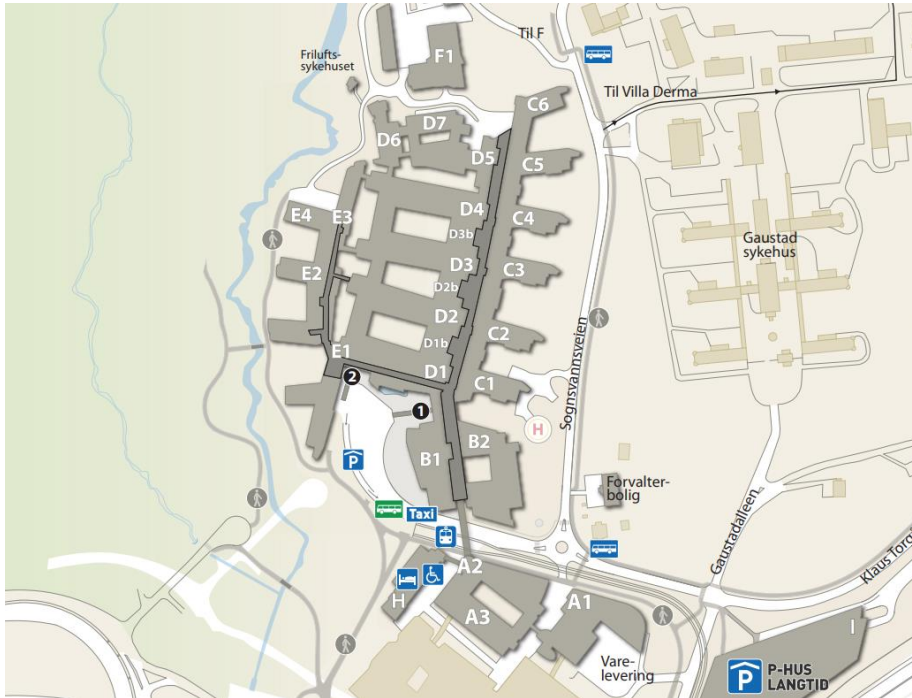 Til F
F1
Frilufts-
sykehuset
Til Villa Derma
C6
D7
D6
D5
C5
E4
E3
D4
C4
D3b
Gaustad
sykehus
D3
C3
E2
D2b
D2
C2
D1b
E1
D1
C1
2
1
Sognsvannsveien
H
B2
B1
P
Forvalter-
bolig
Taxi
Gaustadalleen
A2
Klaus Torg
H
A1
A3
I
Vare-
levering
P
P-HUS
LANGTID